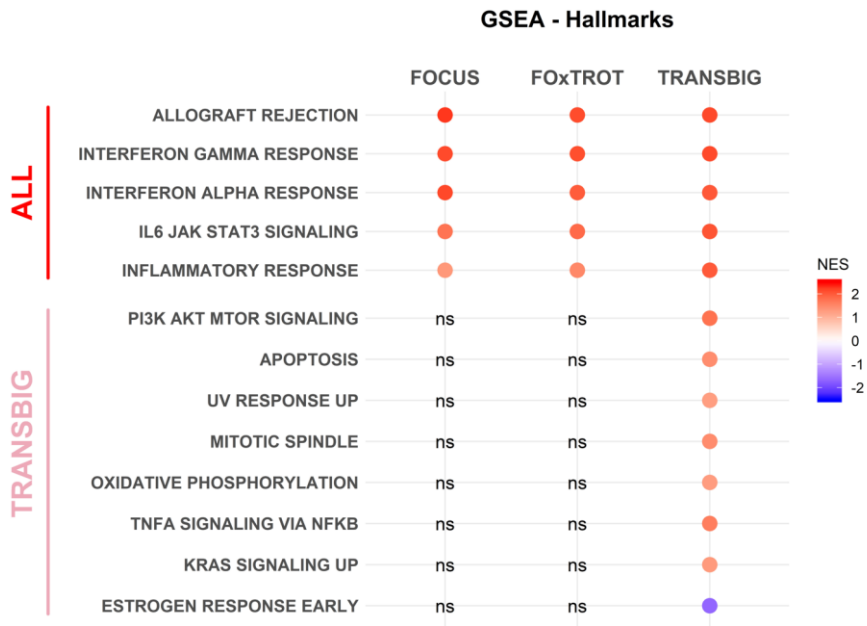 GSEA - Hallmarks
FOCUS FOxTROT TRANSBIG
ALL
ALLOGRAFT REJECTION
INTERFERON GAMMA RESPONSE
INTERFERON ALPHA RESPONSE
IL6 JAK STAT3 SIGNALING
INFLAMMATORY RESPONSE
TRANSBIG
PI3K AKT MTOR SIGNALING ns ns
APOPTOSIS ns ns
UV RESPONSE UP ns ns
MITOTIC SPINDLE ns ns
OXIDATIVE PHOSPHORYLATION ns ns
TNFA SIGNALING VIA NFKB ns ns
KRAS SIGNALING UP ns ns
ESTROGEN RESPONSE EARLY ns ns
NES
2
1
0
-1
-2